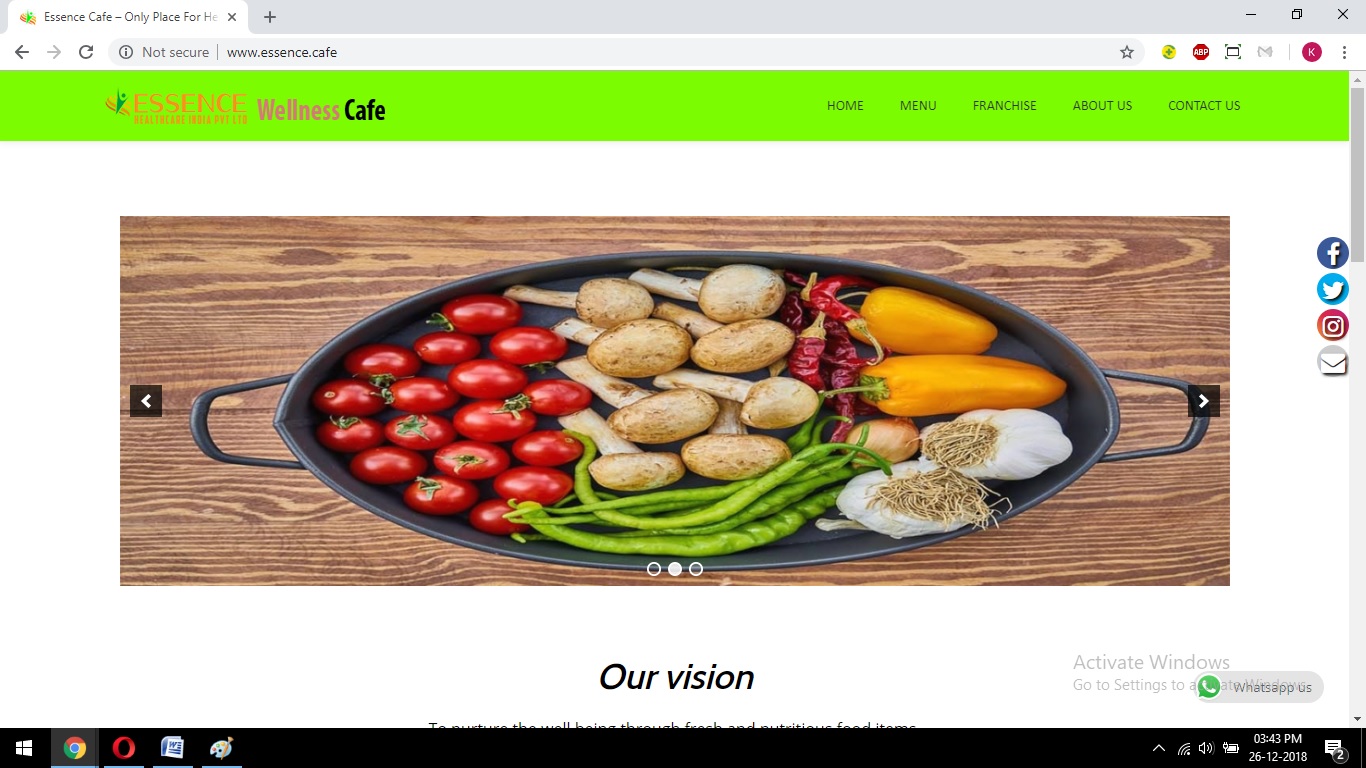 Essence Cafe – Only Place For He
Not secure
www.essence.cafe
ABP
K
ESSENCE
HEALTHCARE INDIA PVT LTD
Wellness Cafe
HOME
MENU
FRANCHISE
ABOUT US
CONTACT US
Our vision
To nurture the well being through fresh and nutritious food items
Activate Windows
Go to Settings to activate Windows.
Whatsapp us
03:43 PM
26-12-2018
2